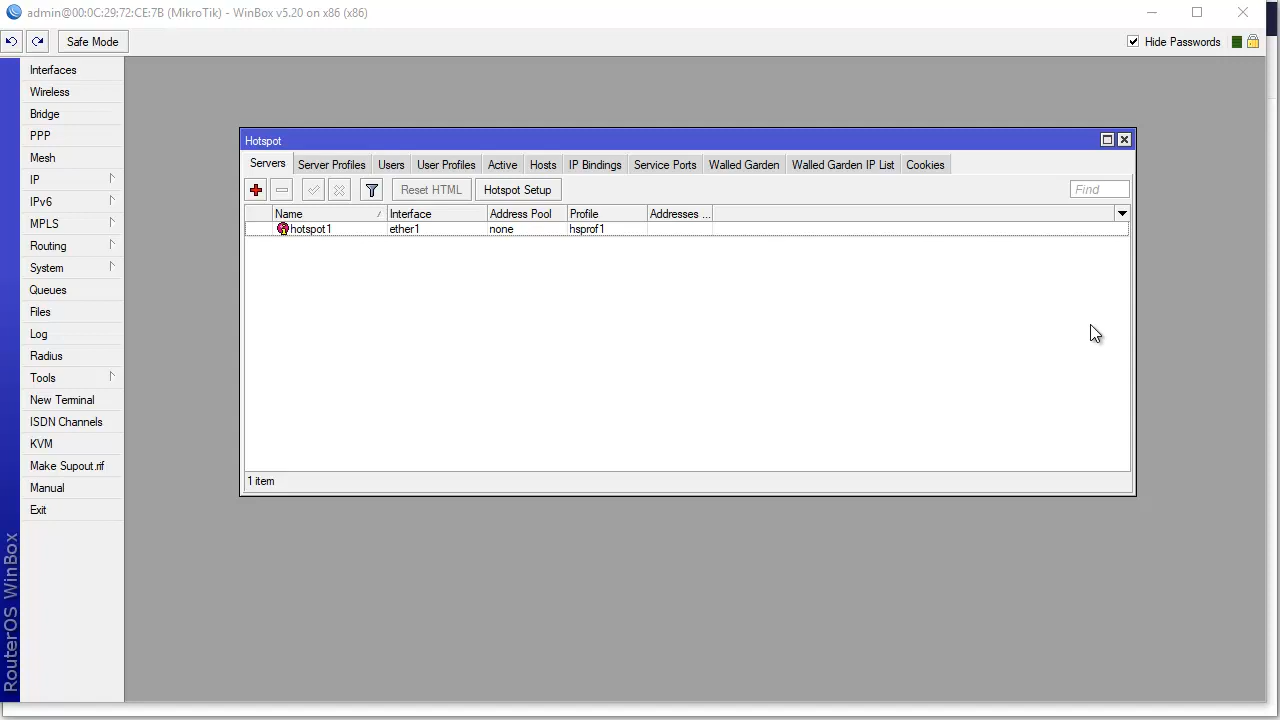 admin@00:0C:29:72:CE:7B (MikroTik) - WinBox v5.20 on x86 (x86)
Safe Mode
Hide Passwords
Interfaces
Wireless
Bridge
PPP
Mesh
IP
IPv6
MPLS
Routing
System
Queues
Files
Log
Radius
Tools
New Terminal
ISDN Channels
KVM
Make Supout.rif
Manual
Exit
RouterOS WinBox
Hotspot
Servers Server Profiles Users User Profiles Active Hosts IP Bindings Service Ports Walled Garden Walled Garden IP List Cookies
Reset HTML Hotspot Setup Find
Name Interface Address Pool Profile Addresses ...
hotspot1 ether1 none hsprof1
1 item